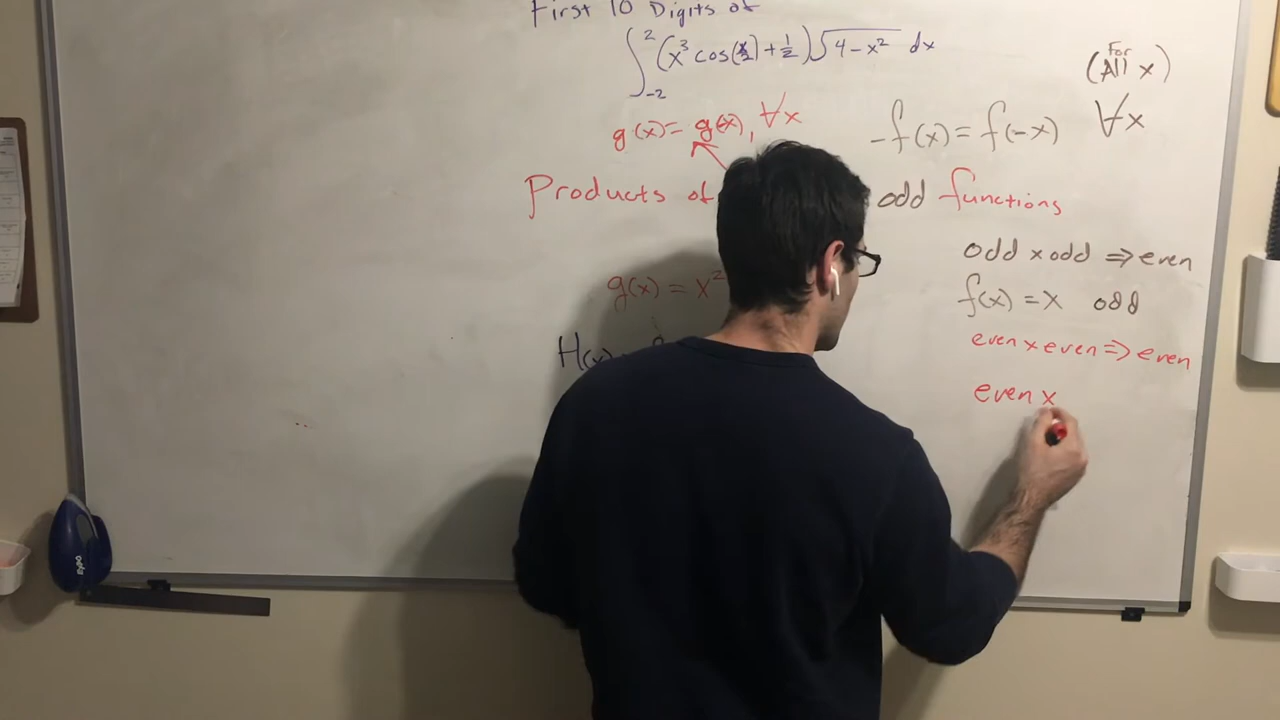 First 10 Digits of
∫_{-2}^{2} (x³ cos(x/2) + 1/2) √(4-x²) dx
(For All x)
g(x) = g(-x), ∀x
-f(x) = f(-x) ∀x
Products of odd functions
odd x odd ⇒ even
g(x) = x²
f(x) = x odd
H(x)
even x even ⇒ even
even x
expo